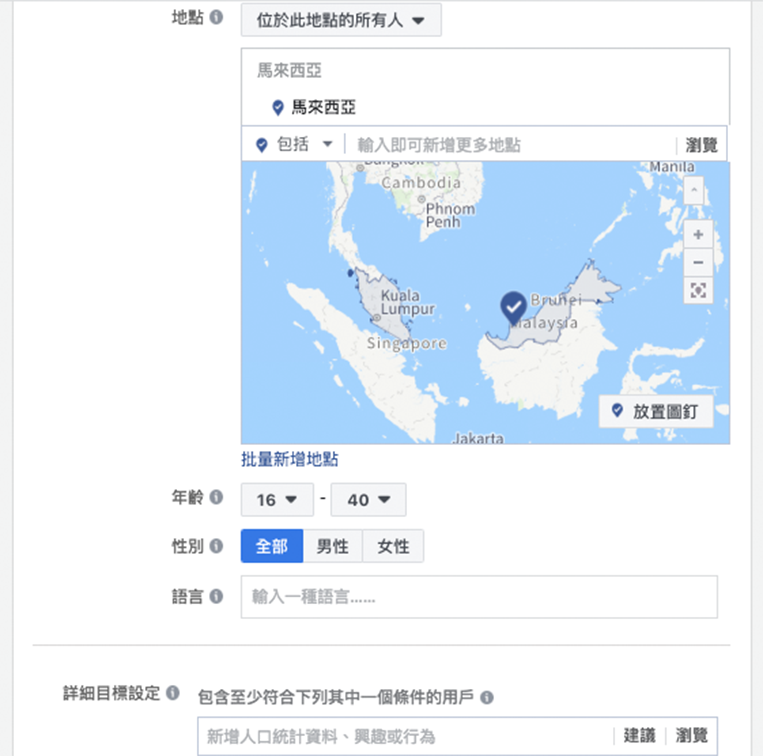 地點
位於此地點的所有人
馬來西亞
馬來西亞
包括
輸入即可新增更多地點
瀏覽
Bangkok
Manila
Cambodia
Phnom
Penh
Kuala
Lumpur
Brunei
Malaysia
Singapore
放置圖釘
Jakarta
批量新增地點
年齡
16
-
40
性別
全部
男性
女性
語言
輸入一種語言......
詳細目標設定
包含至少符合下列其中一個條件的用戶
新增人口統計資料、興趣或行為
建議
瀏覽